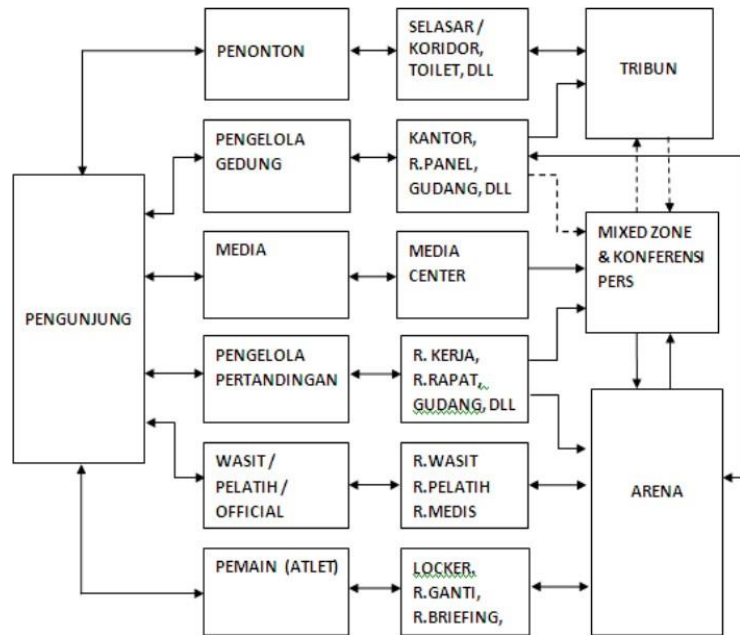 PENONTON
SELASAR /
KORIDOR,
TOILET, DLL
TRIBUN
PENGELOLA
GEDUNG
KANTOR,
R.PANEL,
GUDANG, DLL
PENGUNJUNG
MEDIA
MEDIA
CENTER
MIXED ZONE
& KONFERENSI
PERS
PENGELOLA
PERTANDINGAN
R. KERJA,
R.RAPAT,
GUDANG, DLL
WASIT /
PELATIH /
OFFICIAL
R.WASIT
R.PELATIH
R.MEDIS
ARENA
PEMAIN (ATLET)
LOCKER,
R.GANTI,
R.BRIEFING,